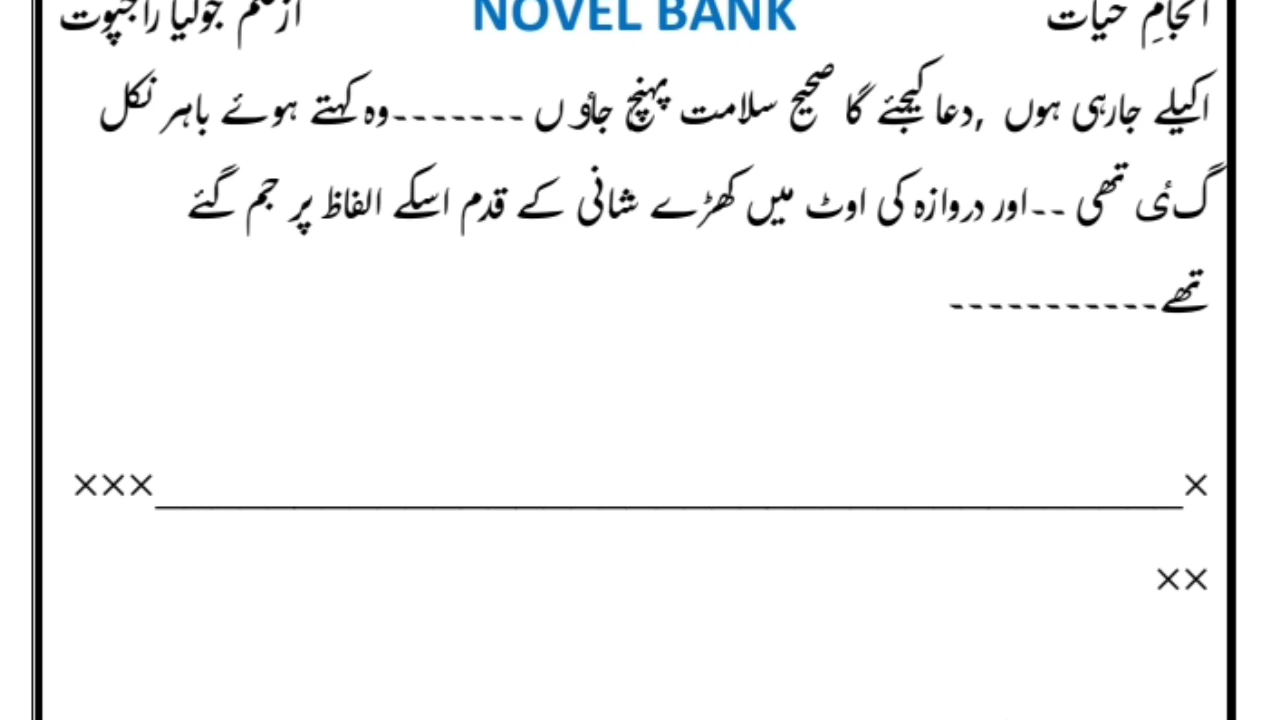 انجامِ حیات NOVEL BANK ازقلم جولیا راجپوت
اکیلے جارہی ہوں ,دعا کیجئے گا صحیح سلامت پہنچ جاؤ ں -------وہ کہتے ہوئے باہر نکل
گ ئی تھی --اور دروازہ کی اوٹ میں کھڑے شانی کے قدم اسکے الفاظ پر جم گئے
تھے-----------
×___________________________________________×××
××